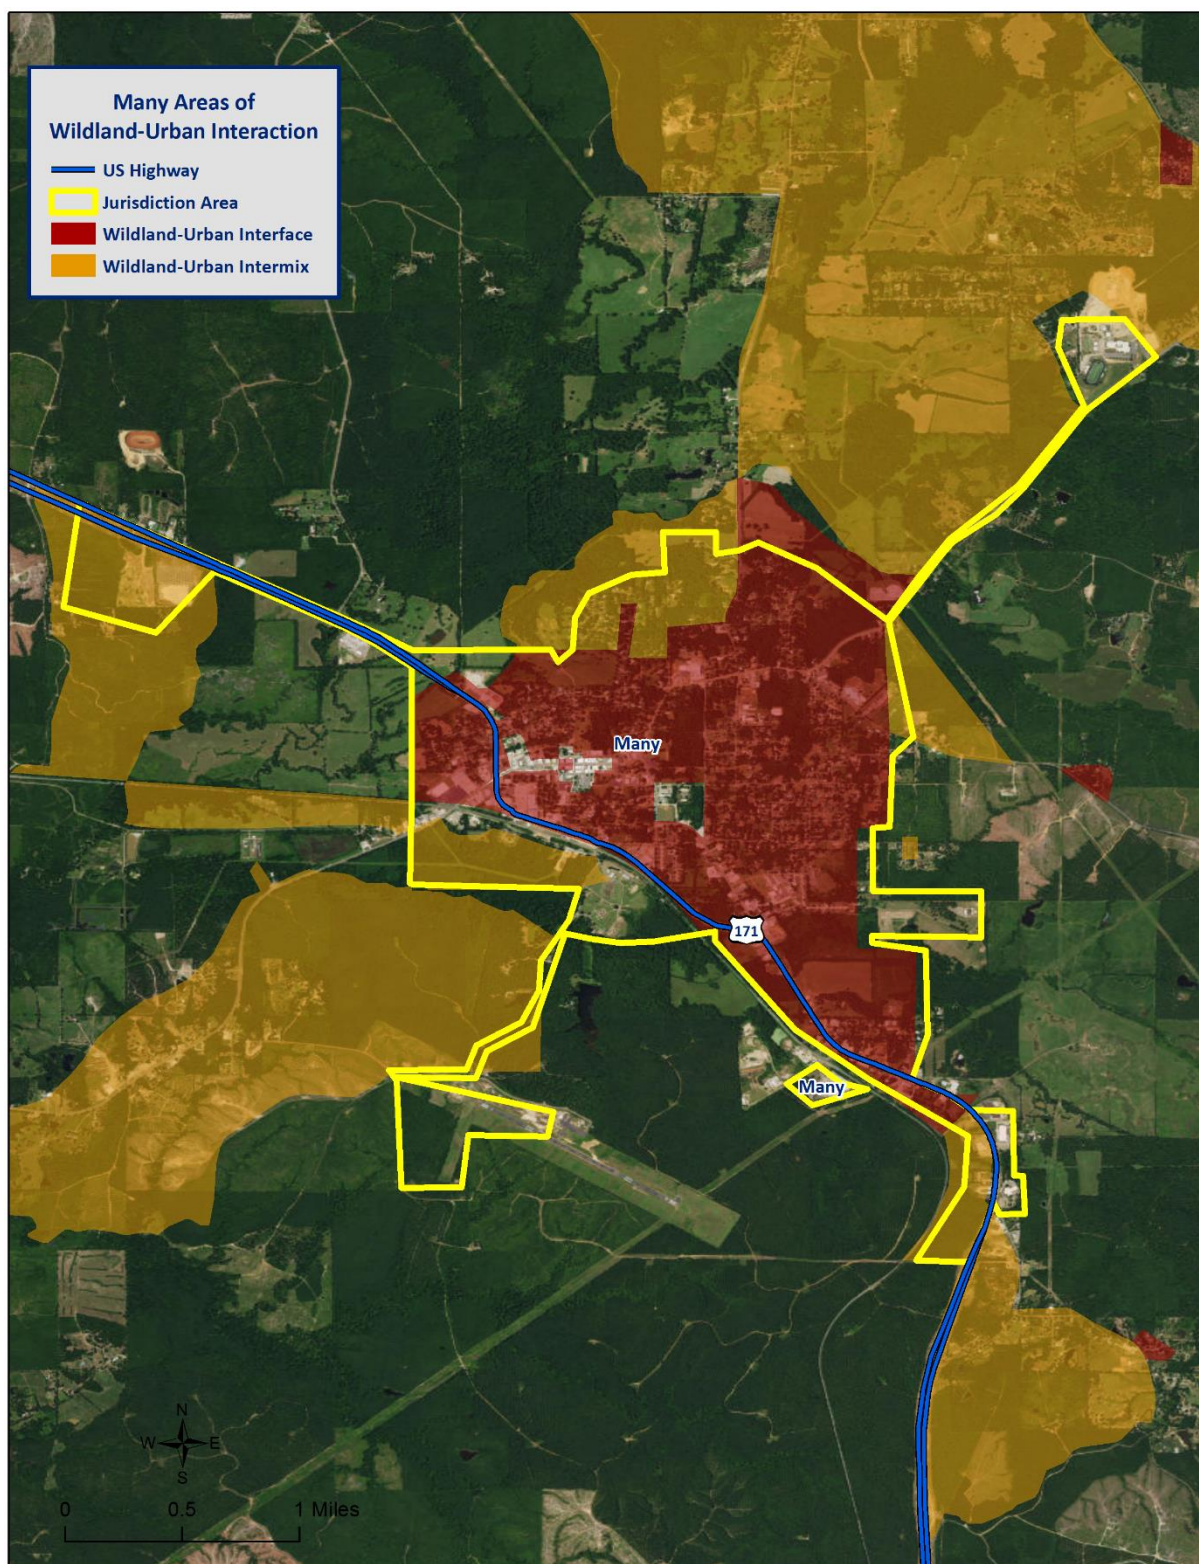 Many Areas of
Wildland-Urban Interaction
US Highway
Jurisdiction Area
Wildland-Urban Interface
Wildland-Urban Intermix
Many
171
Many
N
W E
S
0 0.5 1 Miles